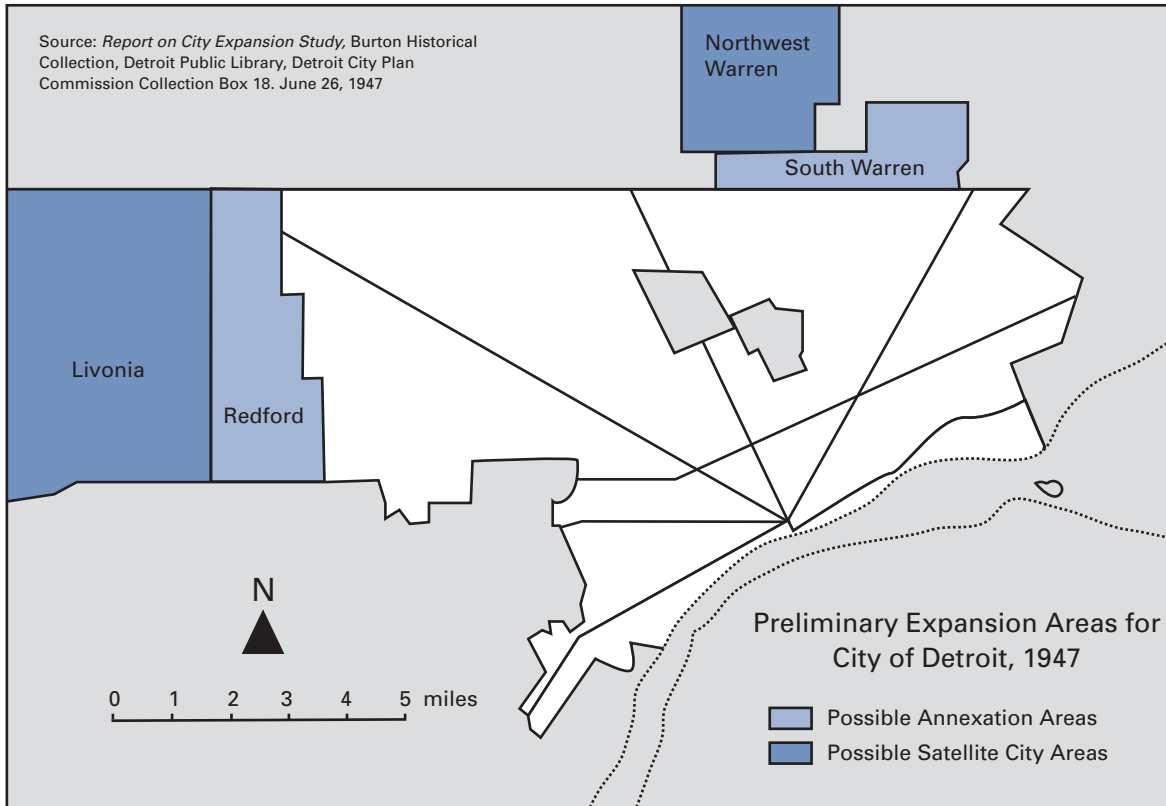 Source: Report on City Expansion Study, Burton Historical
Collection, Detroit Public Library, Detroit City Plan
Commission Collection Box 18. June 26, 1947
Northwest
Warren
South Warren
Livonia
Redford
N
0 1 2 3 4 5 miles
Preliminary Expansion Areas for
City of Detroit, 1947
Possible Annexation Areas
Possible Satellite City Areas